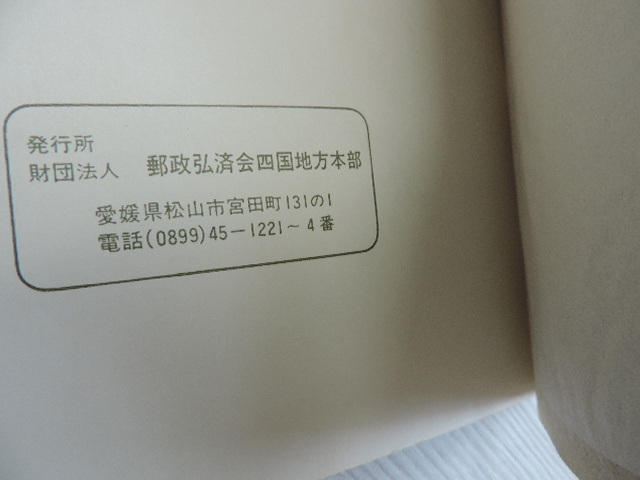 発行所
財団法人 郵政弘済会四国地方本部
愛媛県松山市宮田町131の1
電話(0899)45-1221~4番